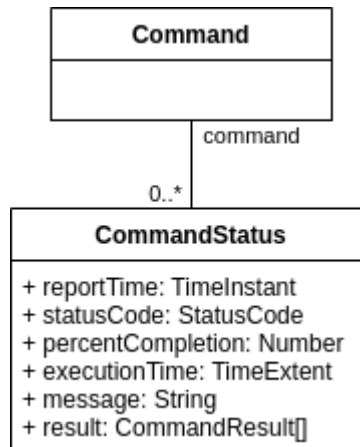 Command
command
0..*
CommandStatus
+ reportTime: TimeInstant
+ statusCode: StatusCode
+ percentCompletion: Number
+ executionTime: TimeExtent
+ message: String
+ result: CommandResult[]